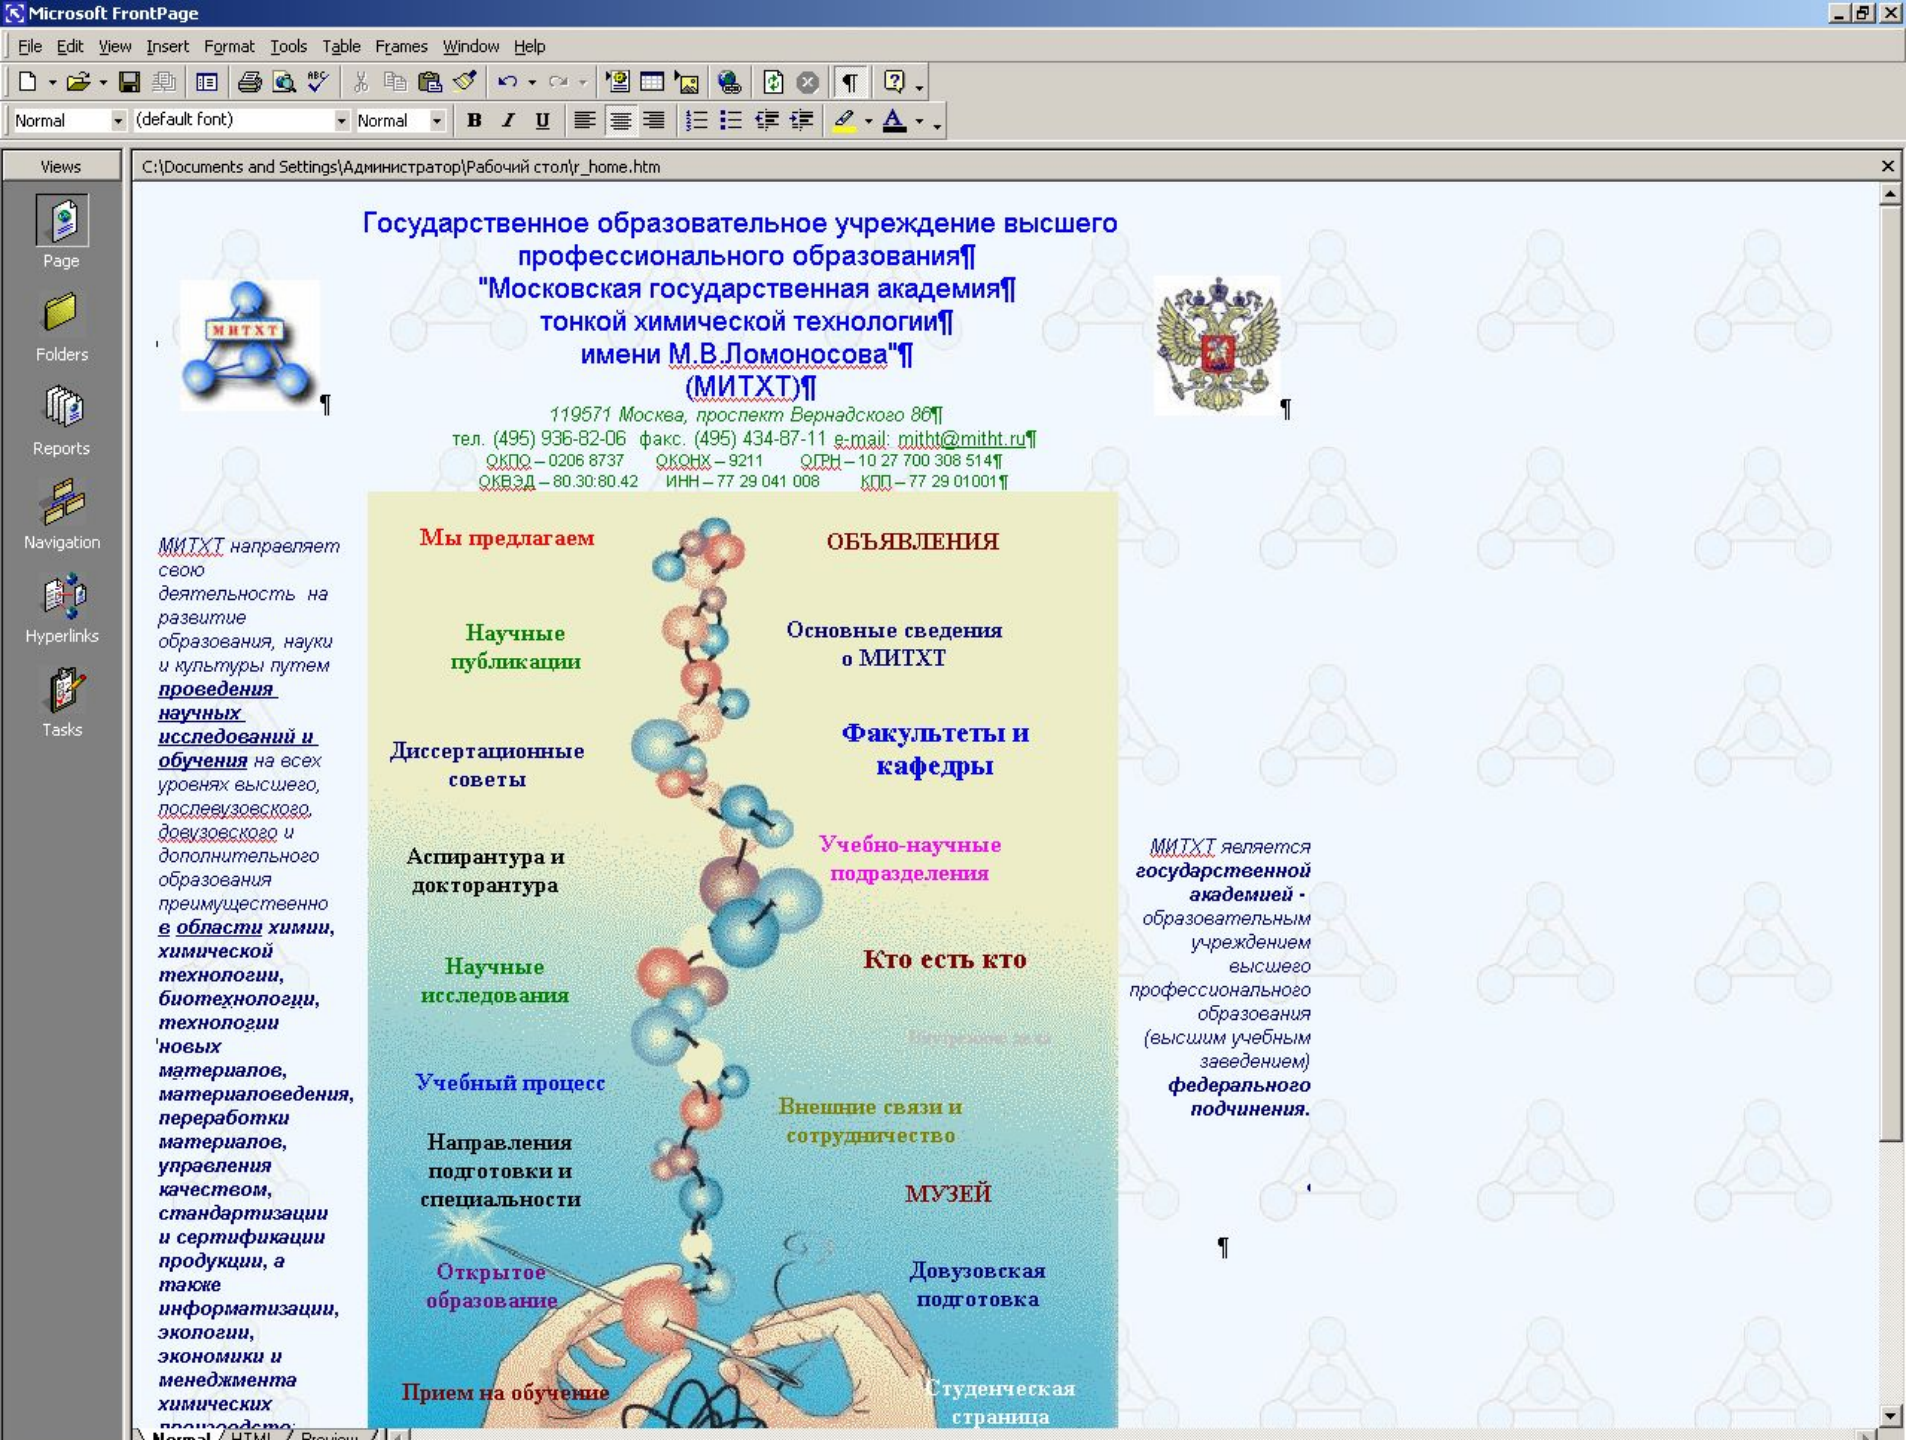 Microsoft FrontPage
File Edit View Insert Format Tools Table Frames Window Help
Normal (default font) Normal B I U A
Views
C:\Documents and Settings\Администратор\Рабочий стол\r_home.htm
Page
Folders
Reports
Navigation
Hyperlinks
Tasks
МИТХТ
¶
Государственное образовательное учреждение высшего
профессионального образования¶
"Московская государственная академия¶
тонкой химической технологии¶
имени М.В.Ломоносова"¶
(МИТХТ)¶
119571 Москва, проспект Вернадского 86¶
тел. (495) 936-82-06 факс. (495) 434-87-11 e-mail: mitht@mitht.ru¶
ОКПО – 0206 8737 ОКОНХ – 9211 ОГРН – 10 27 700 308 514¶
ОКВЭД – 80.30:80.42 ИНН – 77 29 041 008 КПП – 77 29 01001¶
¶
МИТХТ направляет
свою
деятельность на
развитие
образования, науки
и культуры путем
проведения
научных
исследований и
обучения на всех
уровнях высшего,
послевузовского,
довузовского и
дополнительного
образования
преимущественно
в области химии,
химической
технологии,
биотехнологии,
технологии
новых
материалов,
материаловедения,
переработки
материалов,
управления
качеством,
стандартизации
и сертификации
продукции, а
также
информатизации,
экологии,
экономики и
менеджмента
химических
Мы предлагаем
Научные
публикации
Диссертационные
советы
Аспирантура и
докторантура
Научные
исследования
Учебный процесс
Направления
подготовки и
специальности
Открытое
образование
Прием на обучение
ОБЪЯВЛЕНИЯ
Основные сведения
о МИТХТ
Факультеты и
кафедры
Учебно-научные
подразделения
Кто есть кто
Внутренние дела
Внешние связи и
сотрудничество
МУЗЕЙ
Довузовская
подготовка
Студенческая
страница
МИТХТ является
государственной
академией -
образовательным
учреждением
высшего
профессионального
образования
(высшим учебным
заведением)
федерального
подчинения.
¶
Normal HTML Preview